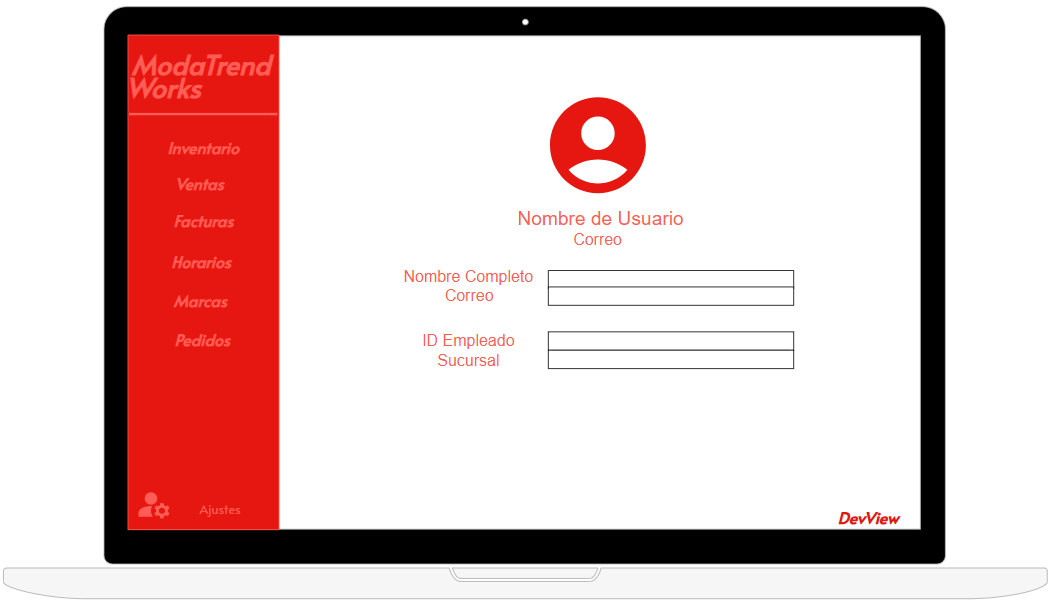 ModaTrend
Works
Inventario
Ventas
Facturas
Horarios
Marcas
Pedidos
Ajustes
Nombre de Usuario
Correo
Nombre Completo
Correo
ID Empleado
Sucursal
DevView